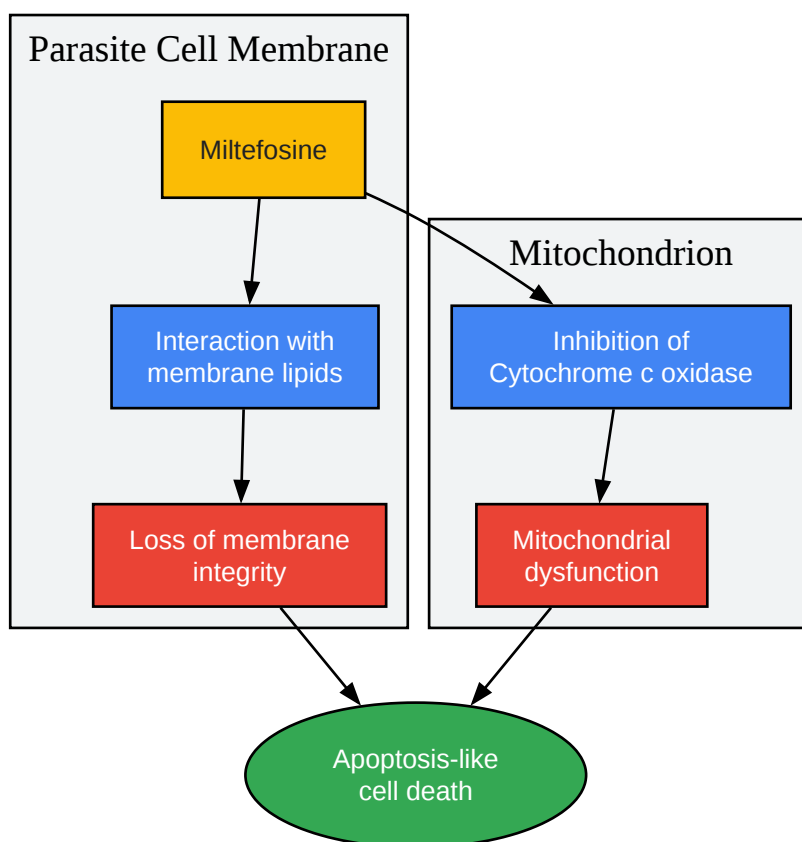 Parasite Cell Membrane
Miltefosine
Mitochondrion
Interaction with
membrane lipids
Inhibition of
Cytochrome c oxidase
Loss of membrane
integrity
Mitochondrial
dysfunction
Apoptosis-like
cell death